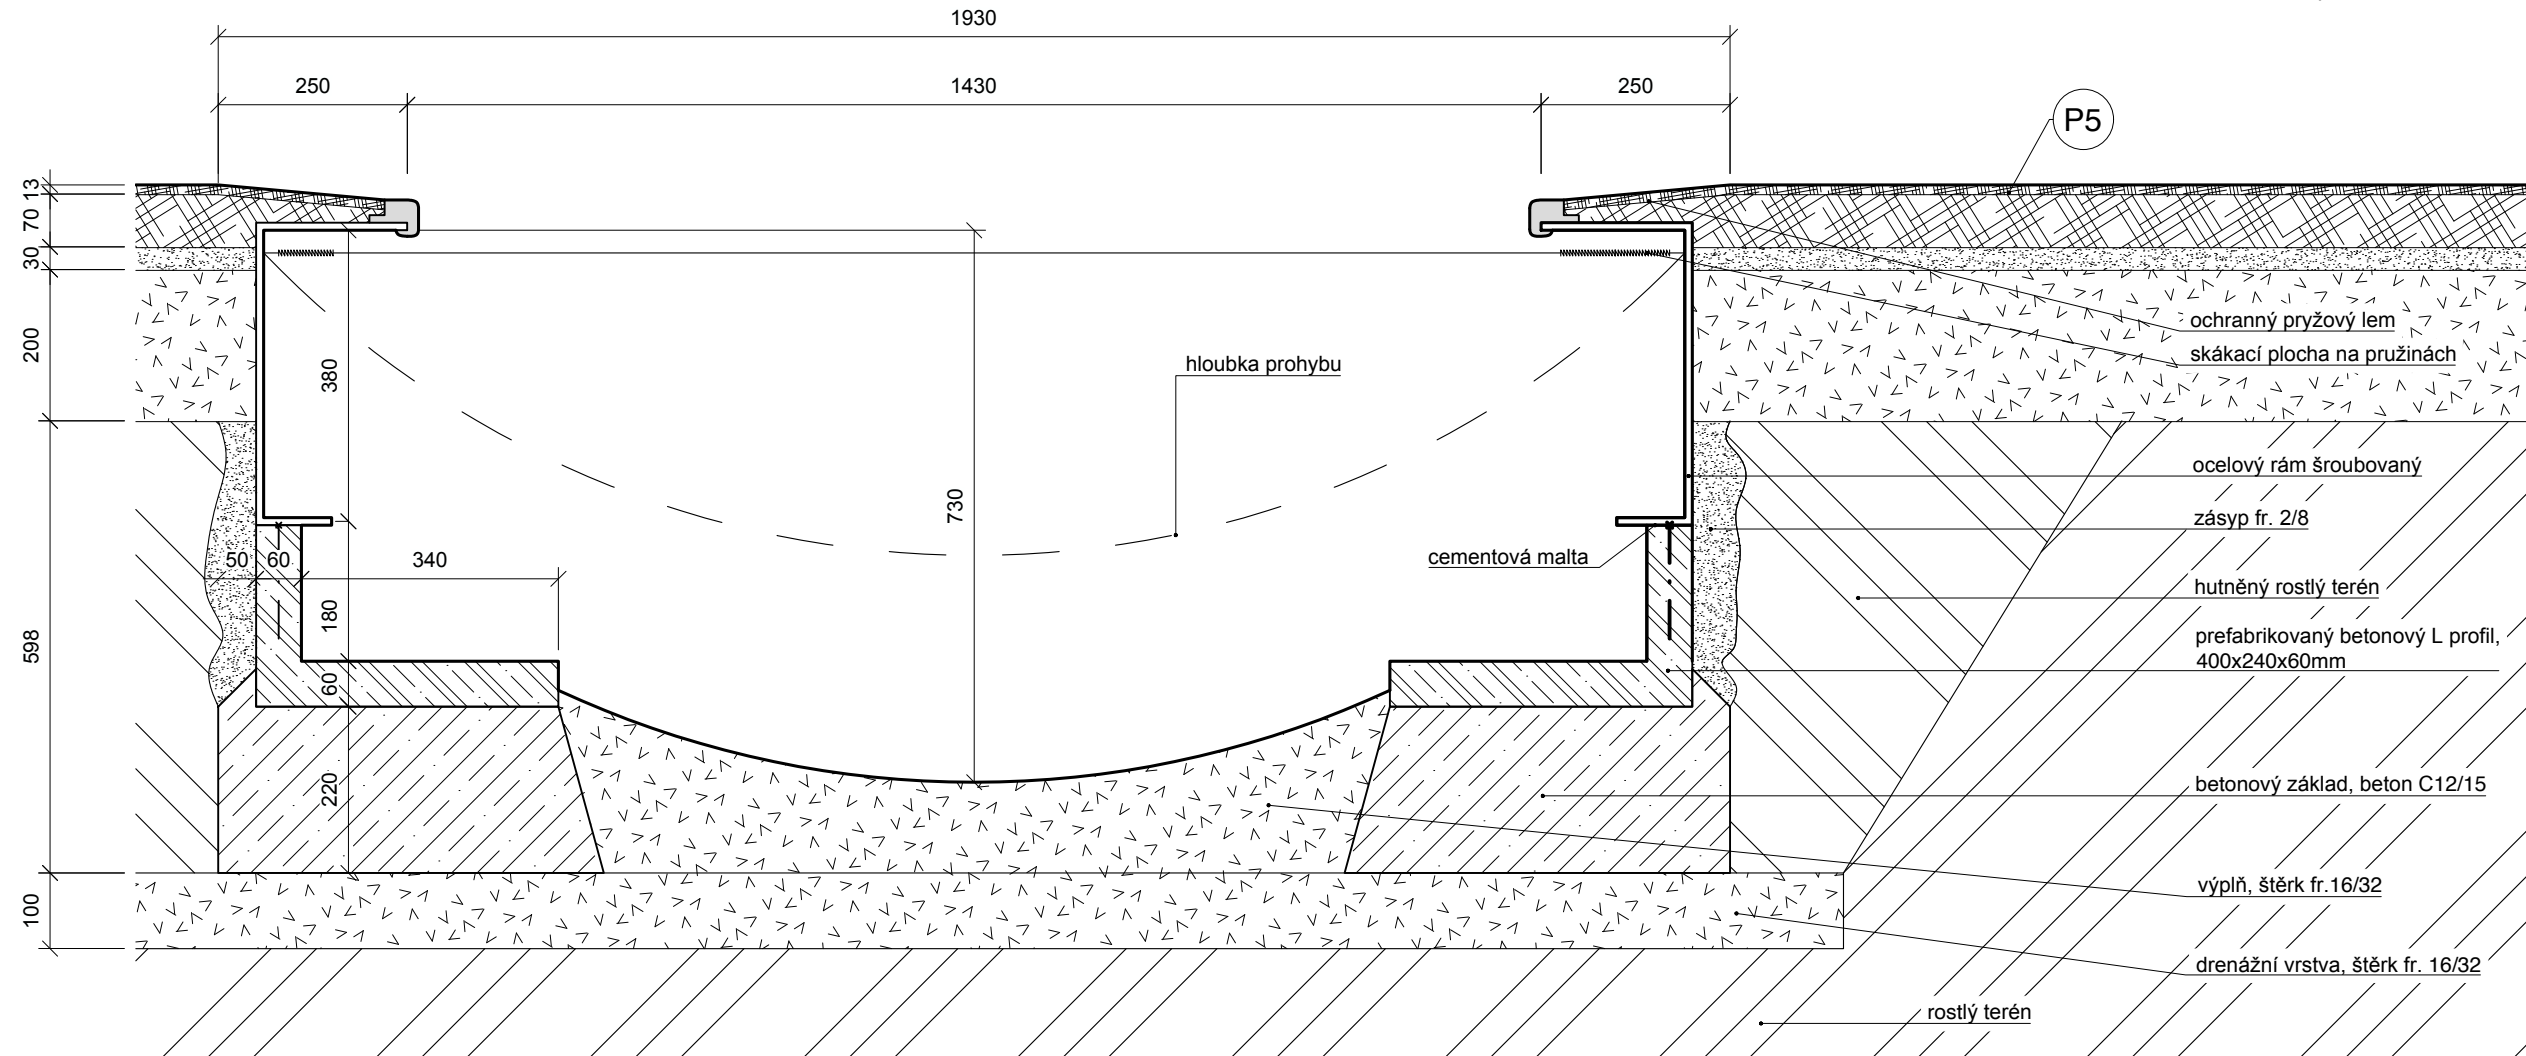 1930
250
1430
250
P5
13
70
30
200
598
100
380
730
hloubka prohybu
ochranný pryžový lem
skákací plocha na pružinách
ocelový rám šroubovaný
zásyp fr. 2/8
cementová malta
50
60
340
180
60
220
hutněný rostlý terén
prefabrikovaný betonový L profil,
400x240x60mm
betonový základ, beton C12/15
výplň, štěrk fr.16/32
drenážní vrstva, štěrk fr. 16/32
rostlý terén